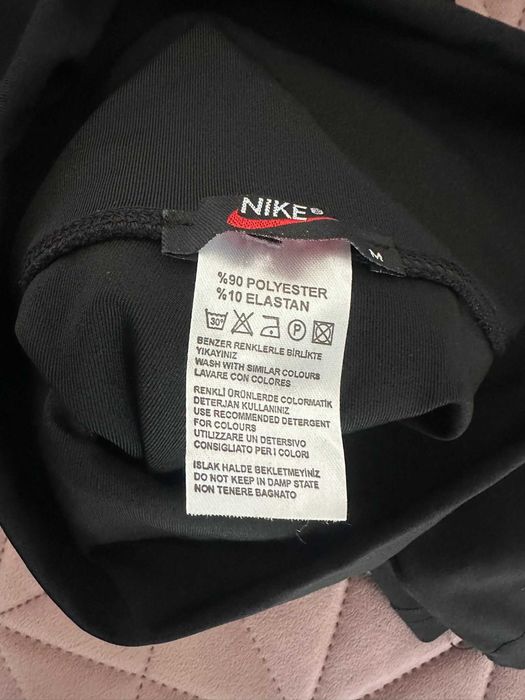 NIKE
M
%90 POLYESTER
%10 ELASTAN
30°
P
BENZER RENKLERLE BİRLİKTE
YIKAYINIZ
WASH WITH SIMILAR COLOURS
LAVARE CON COLORES
RENKLİ ÜRÜNLERDE COLORMATİK
DETERJAN KULLANINIZ
USE RECOMMENDED DETERGENT
FOR COLOURS
UTILIZZARE UN DETERSIVO
CONSIGLIATO PER I COLORI
ISLAK HALDE BEKLETMEYİNİZ
DO NOT KEEP IN DAMP STATE
NON TENERE BAGNATO